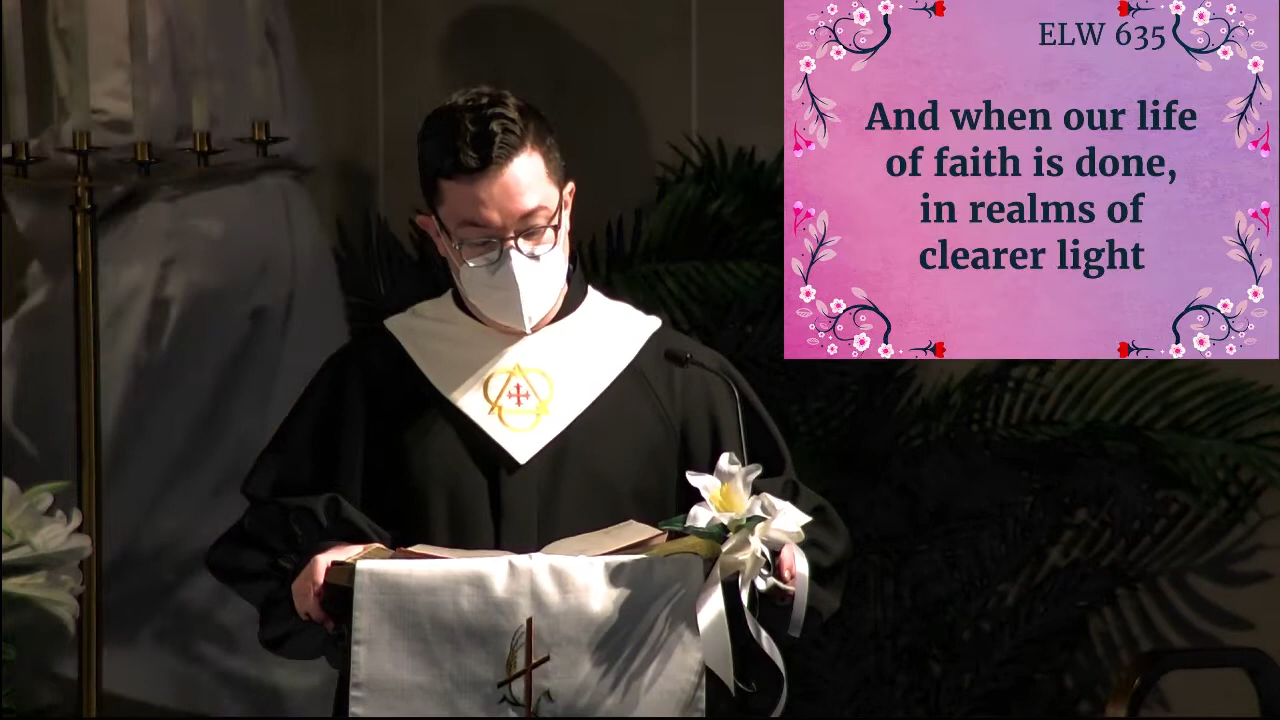 ELW 635
And when our life
of faith is done,
in realms of
clearer light